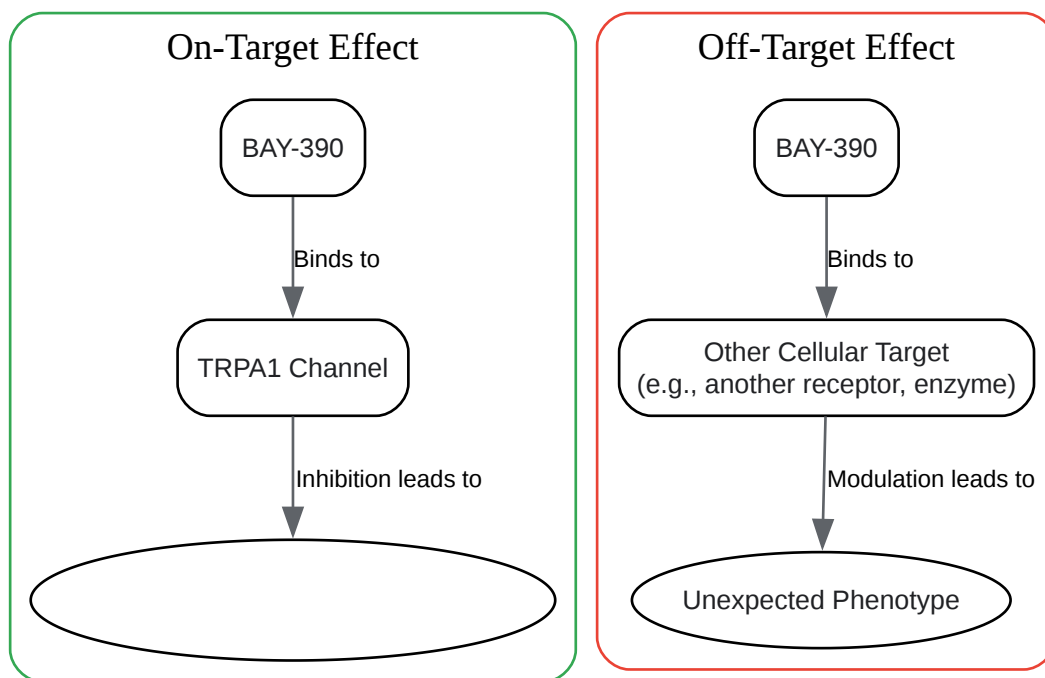 On-Target Effect
BAY-390
Binds to
TRPA1 Channel
Inhibition leads to
Off-Target Effect
BAY-390
Binds to
Other Cellular Target
(e.g., another receptor, enzyme)
Modulation leads to
Unexpected Phenotype